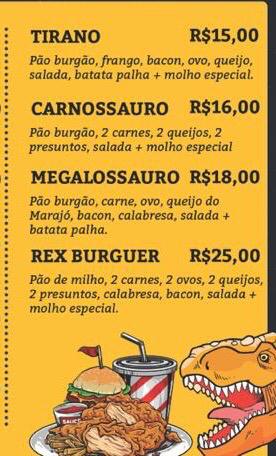 TIRANO R$15,00
Pão burgão, frango, bacon, ovo, queijo,
salada, batata palha + molho especial.
CARNOSSAURO R$16,00
Pão burgão, 2 carnes, 2 queijos, 2
presuntos, salada + molho especial
MEGALOSSAURO R$18,00
Pão burgão, carne, ovo, queijo do
Marajó, bacon, calabresa, salada +
batata palha.
REX BURGUER R$25,00
Pão de milho, 2 carnes, 2 ovos, 2 queijos,
2 presuntos, calabresa, bacon, salada +
molho especial.
SAUCE